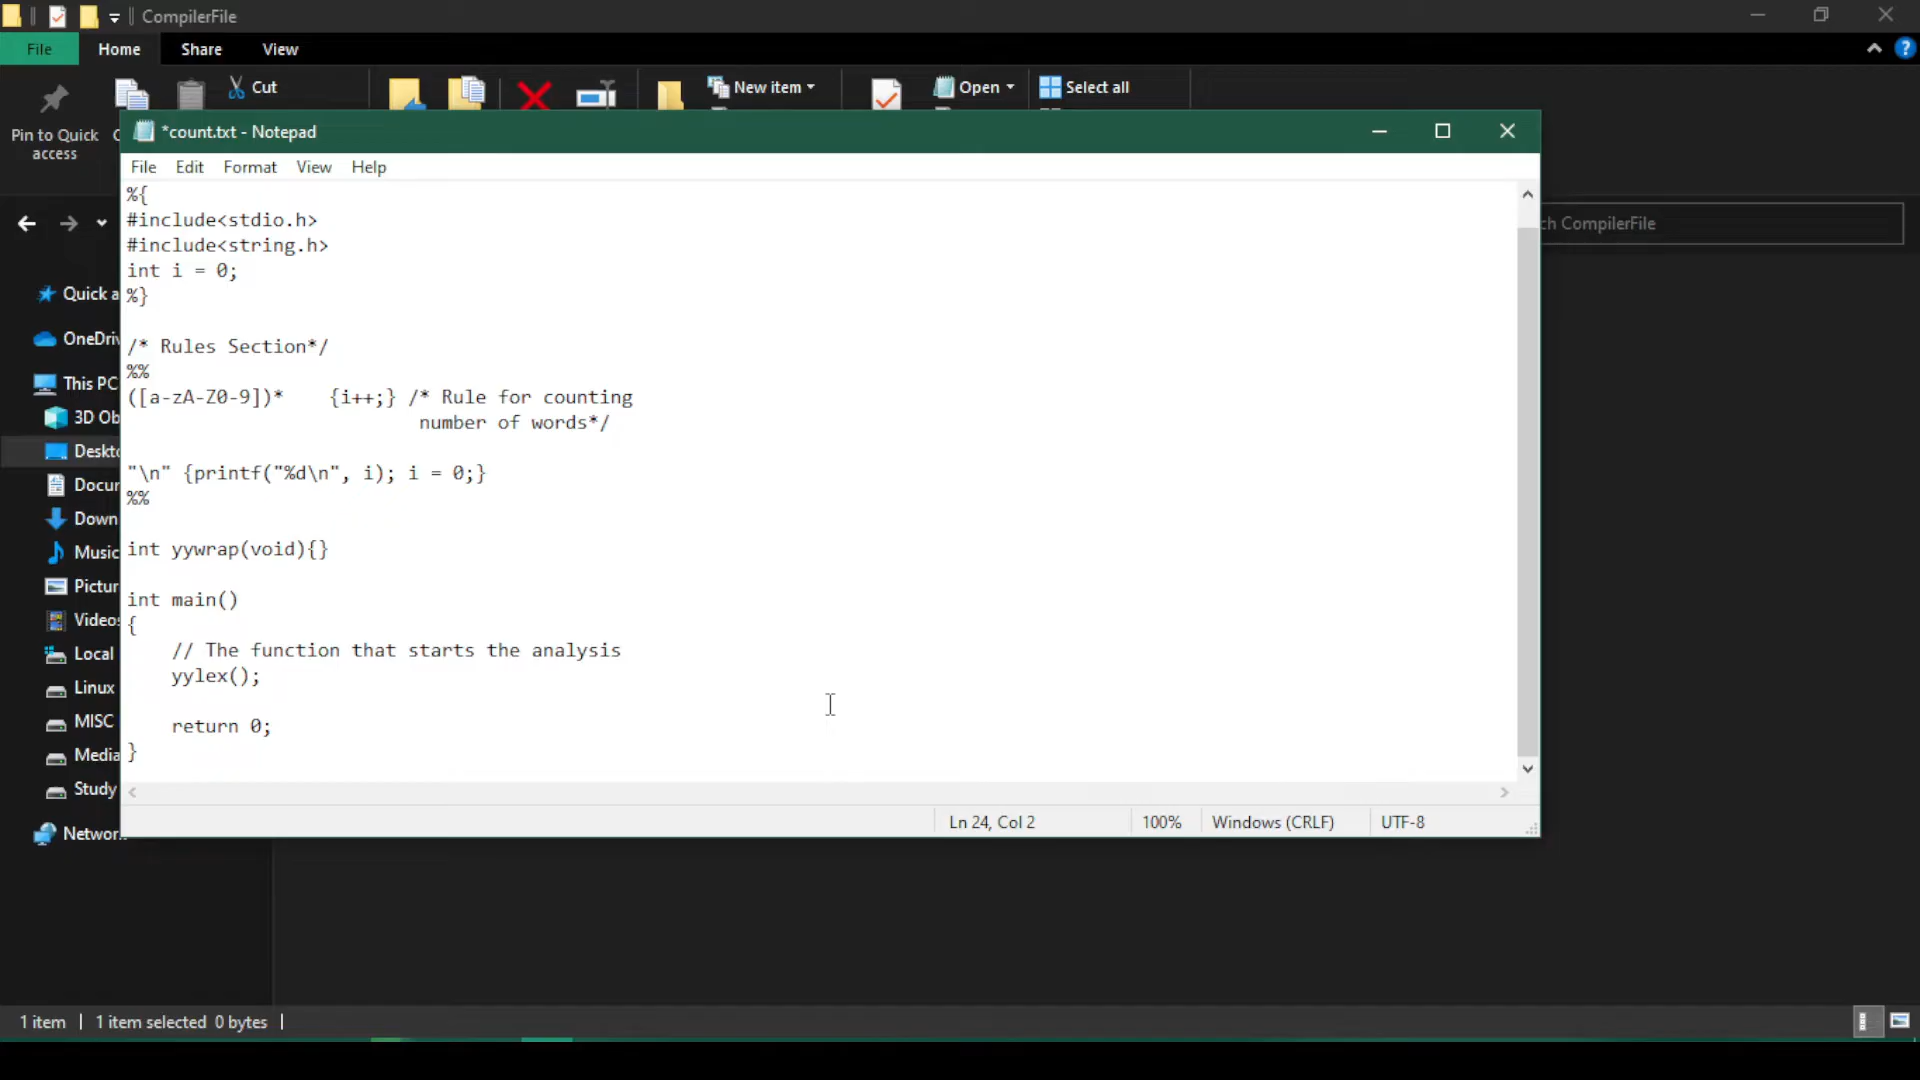 CompilerFile
File Home Share View
Cut New item Open Select all
Pin to Quick access
*count.txt - Notepad
File Edit Format View Help
%{
#include<stdio.h>
#include<string.h>
int i = 0;
%}
/* Rules Section*/
%%
([a-zA-Z0-9])* {i++;} /* Rule for counting
number of words*/
"\n" {printf("%d\n", i); i = 0;}
%%
int yywrap(void){}
int main()
{
// The function that starts the analysis
yylex();
return 0;
}
Ln 24, Col 2 100% Windows (CRLF) UTF-8
ch CompilerFile
Quick a
OneDriv
This PC
3D Ob
Deskto
Docur
Down
Music
Pictur
Videos
Local
Linux
MISC
Media
Study
Networ
1 item 1 item selected 0 bytes